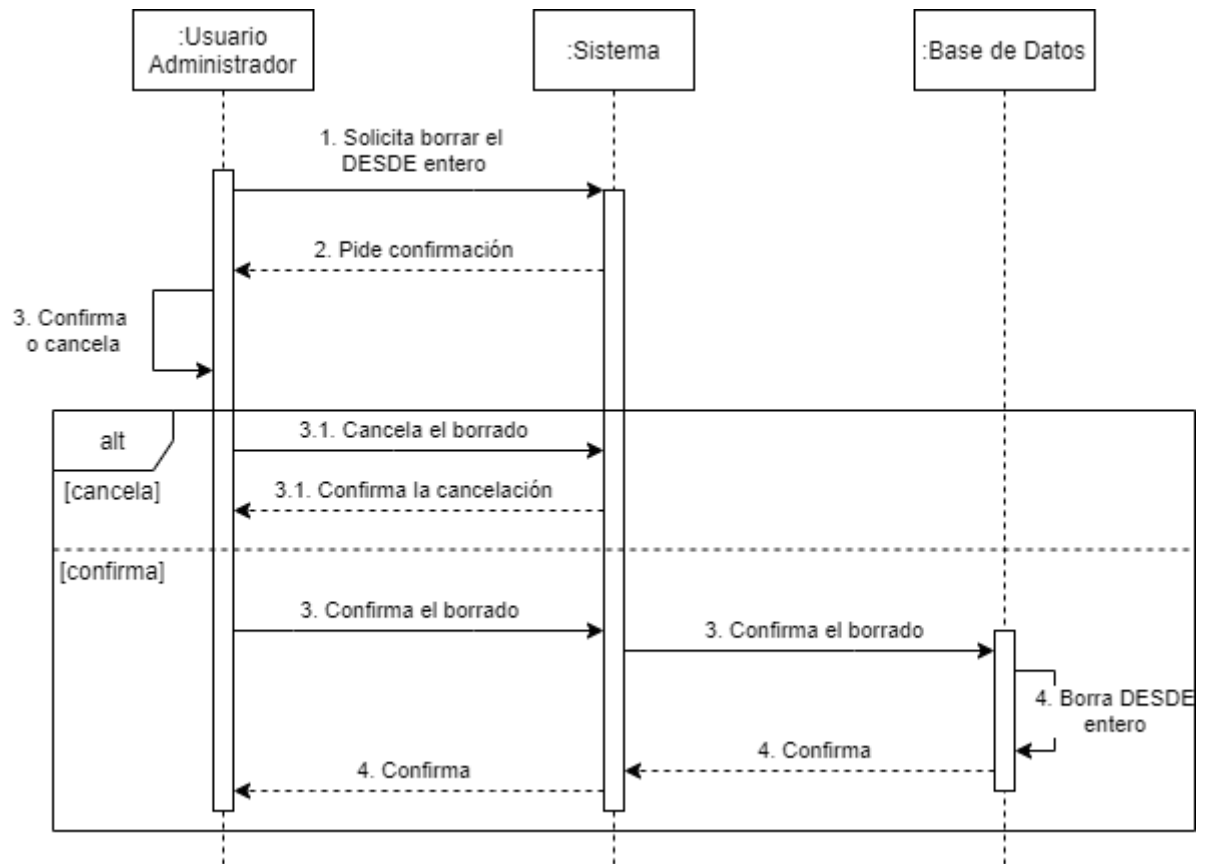 :Usuario
Administrador
:Sistema
:Base de Datos
1. Solicita borrar el
DESDE entero
2. Pide confirmación
3. Confirma
o cancela
alt
3.1. Cancela el borrado
[cancela]
3.1. Confirma la cancelación
[confirma]
3. Confirma el borrado
3. Confirma el borrado
4. Borra DESDE
entero
4. Confirma
4. Confirma